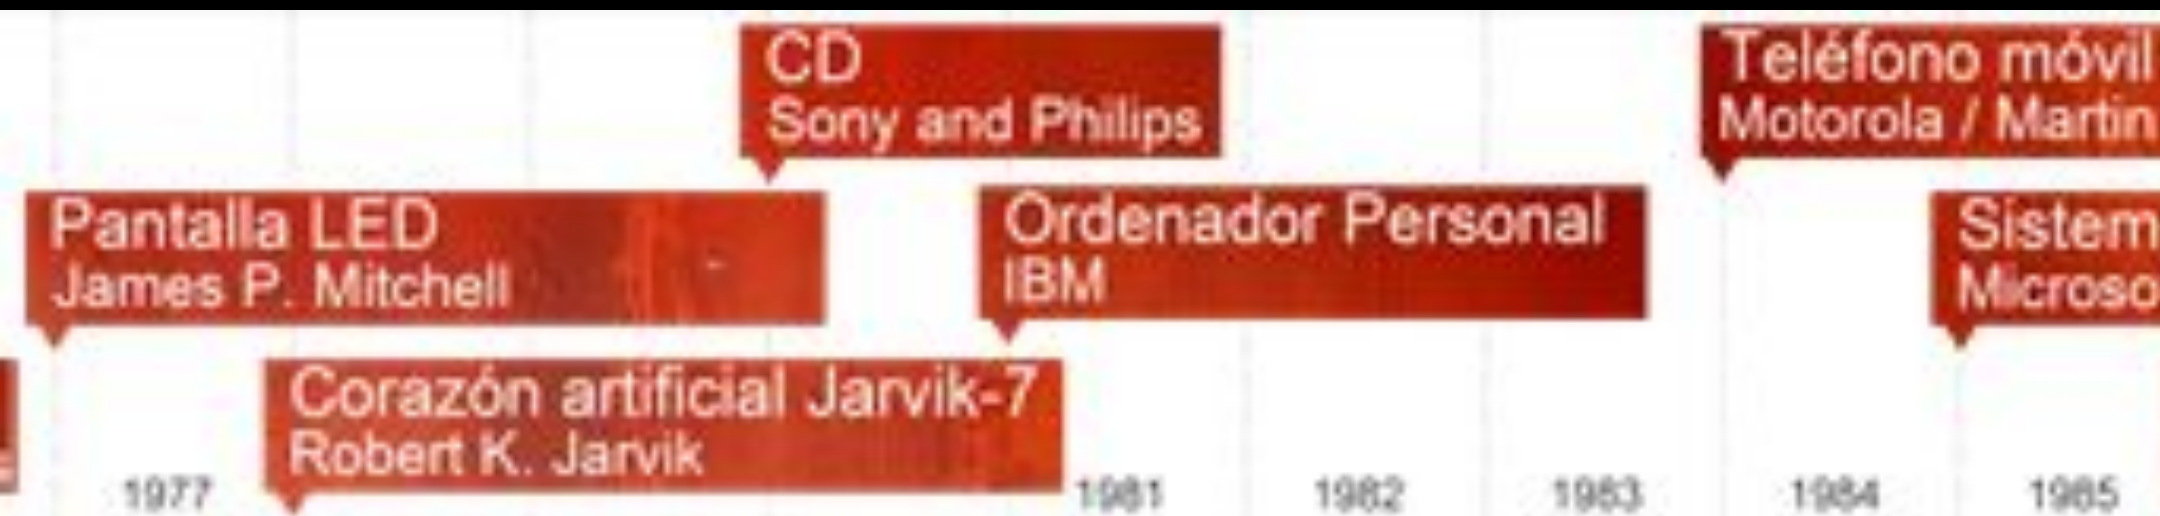 CD
Sony and Philips
Teléfono móvil
Motorola / Martin
Pantalla LED
James P. Mitchell
Ordenador Personal
IBM
Sistem
Microso
Corazón artificial Jarvik-7
Robert K. Jarvik
1977
1981
1982
1983
1984
1985